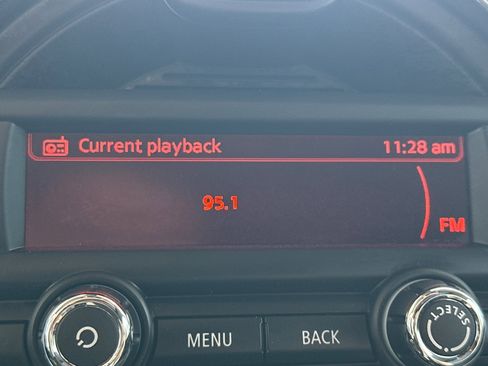 Current playback 11:28 am
95.1
FM
MENU BACK SELECT